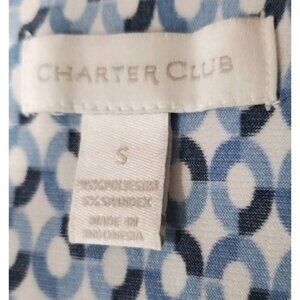 CHARTER CLUB
S
95% POLYESTER
5% SPANDEX
MADE IN
INDONESIA